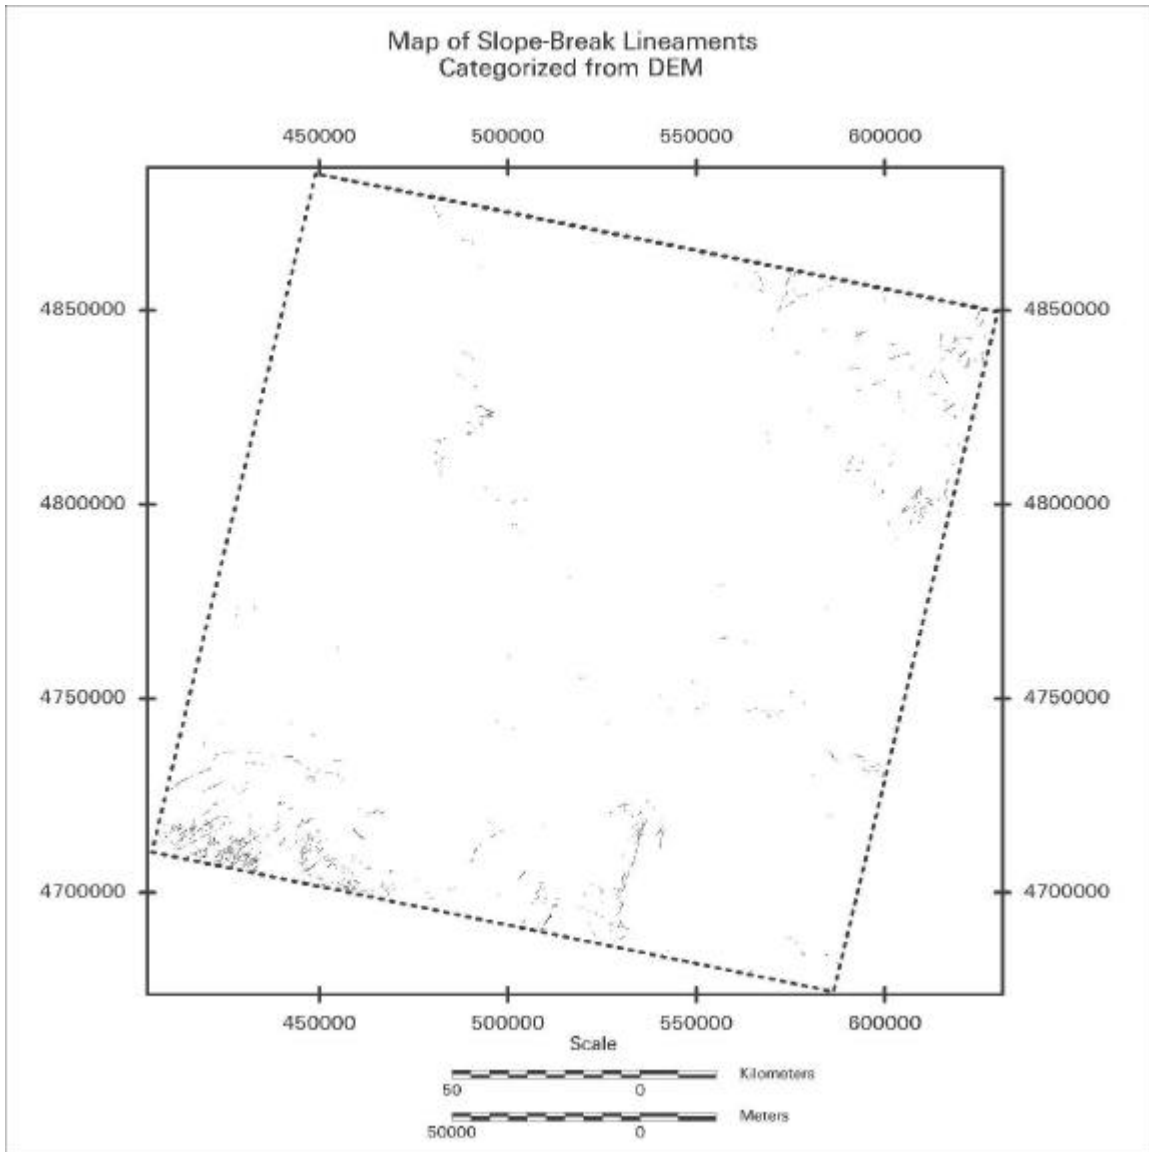 Map of Slope-Break Lineaments
Categorized from DEM
450000 500000 550000 600000
4850000 4850000
4800000 4800000
4750000 4750000
4700000 4700000
450000 500000 550000 600000
Scale
Kilometers
50 0
Meters
50000 0